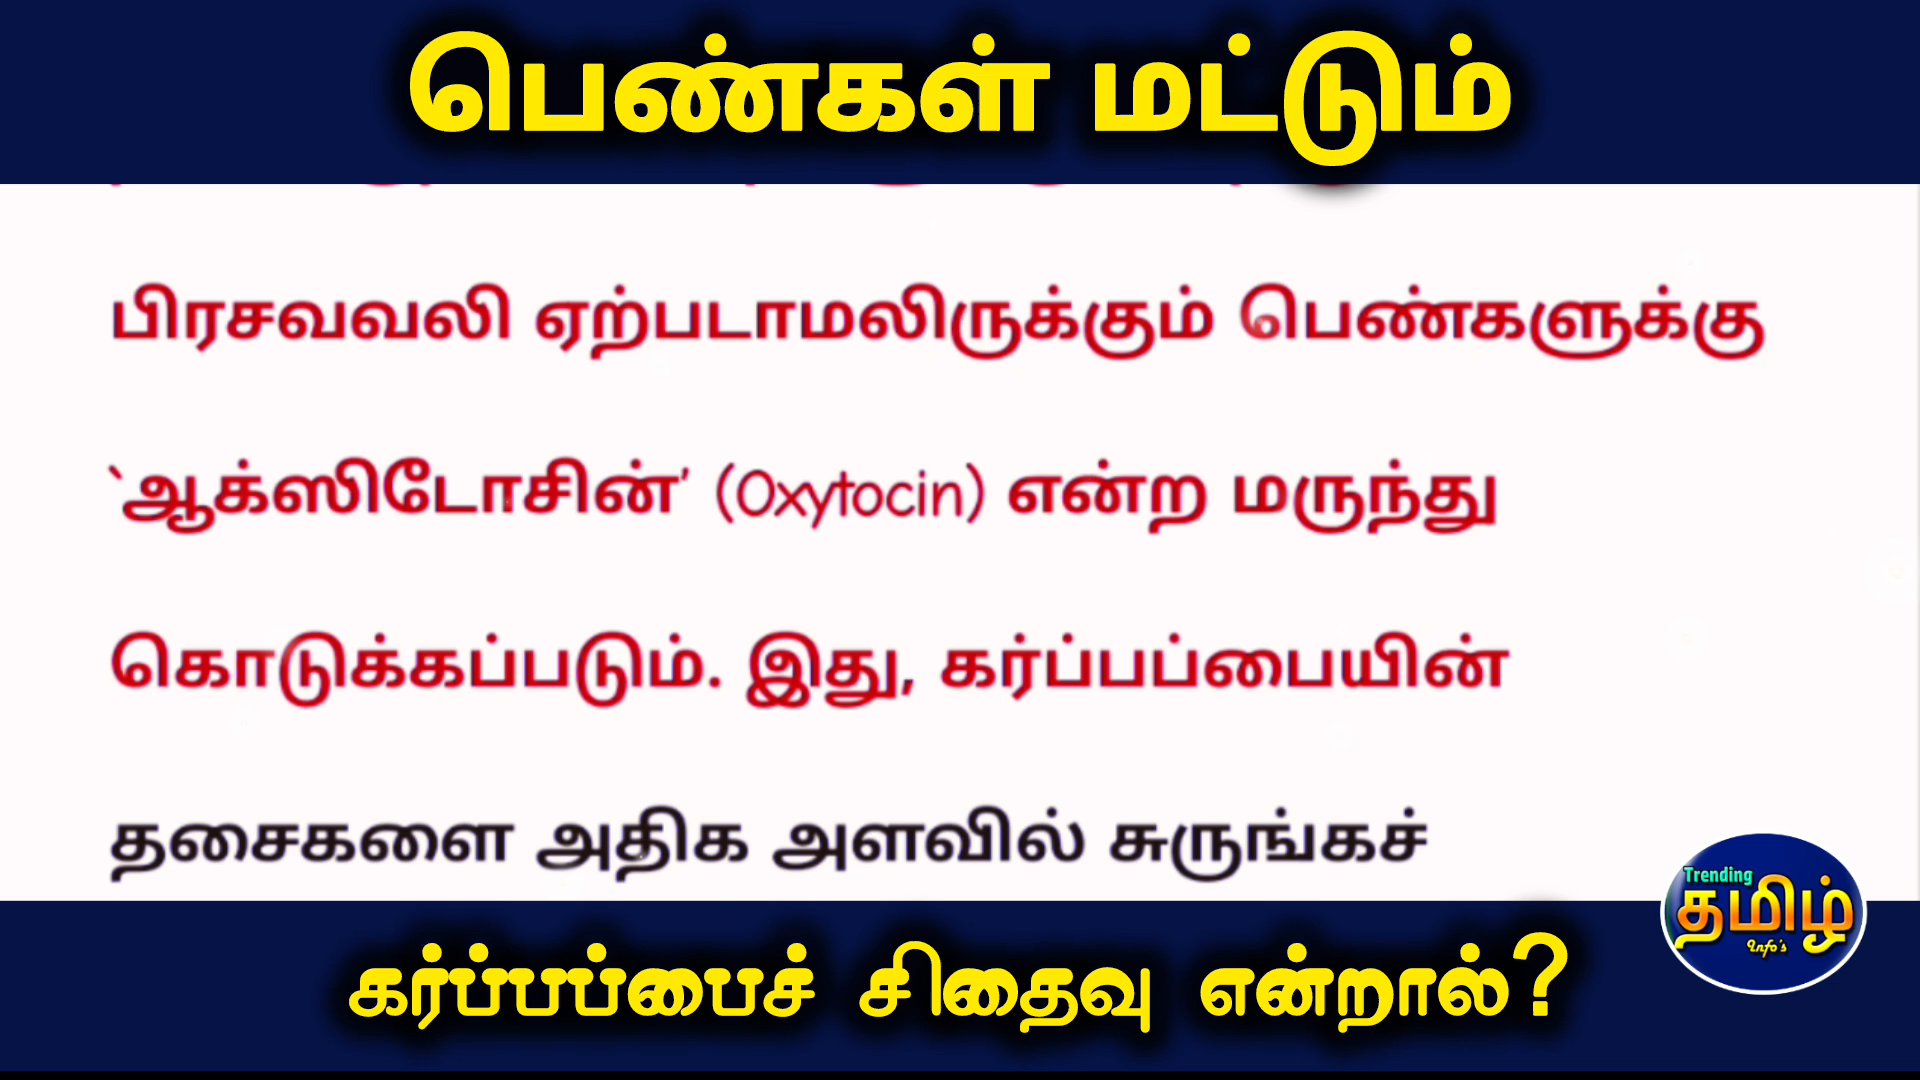 பெண்கள் மட்டும்
பிரசவவலி ஏற்படாமலிருக்கும் பெண்களுக்கு
`ஆக்ஸிடோசின்' (Oxytocin) என்ற மருந்து
கொடுக்கப்படும். இது, கர்ப்பப்பையின்
தசைகளை அதிக அளவில் சுருங்கச்
Trending
தமிழ்
Info's
கர்ப்பப்பைச் சிதைவு என்றால்?